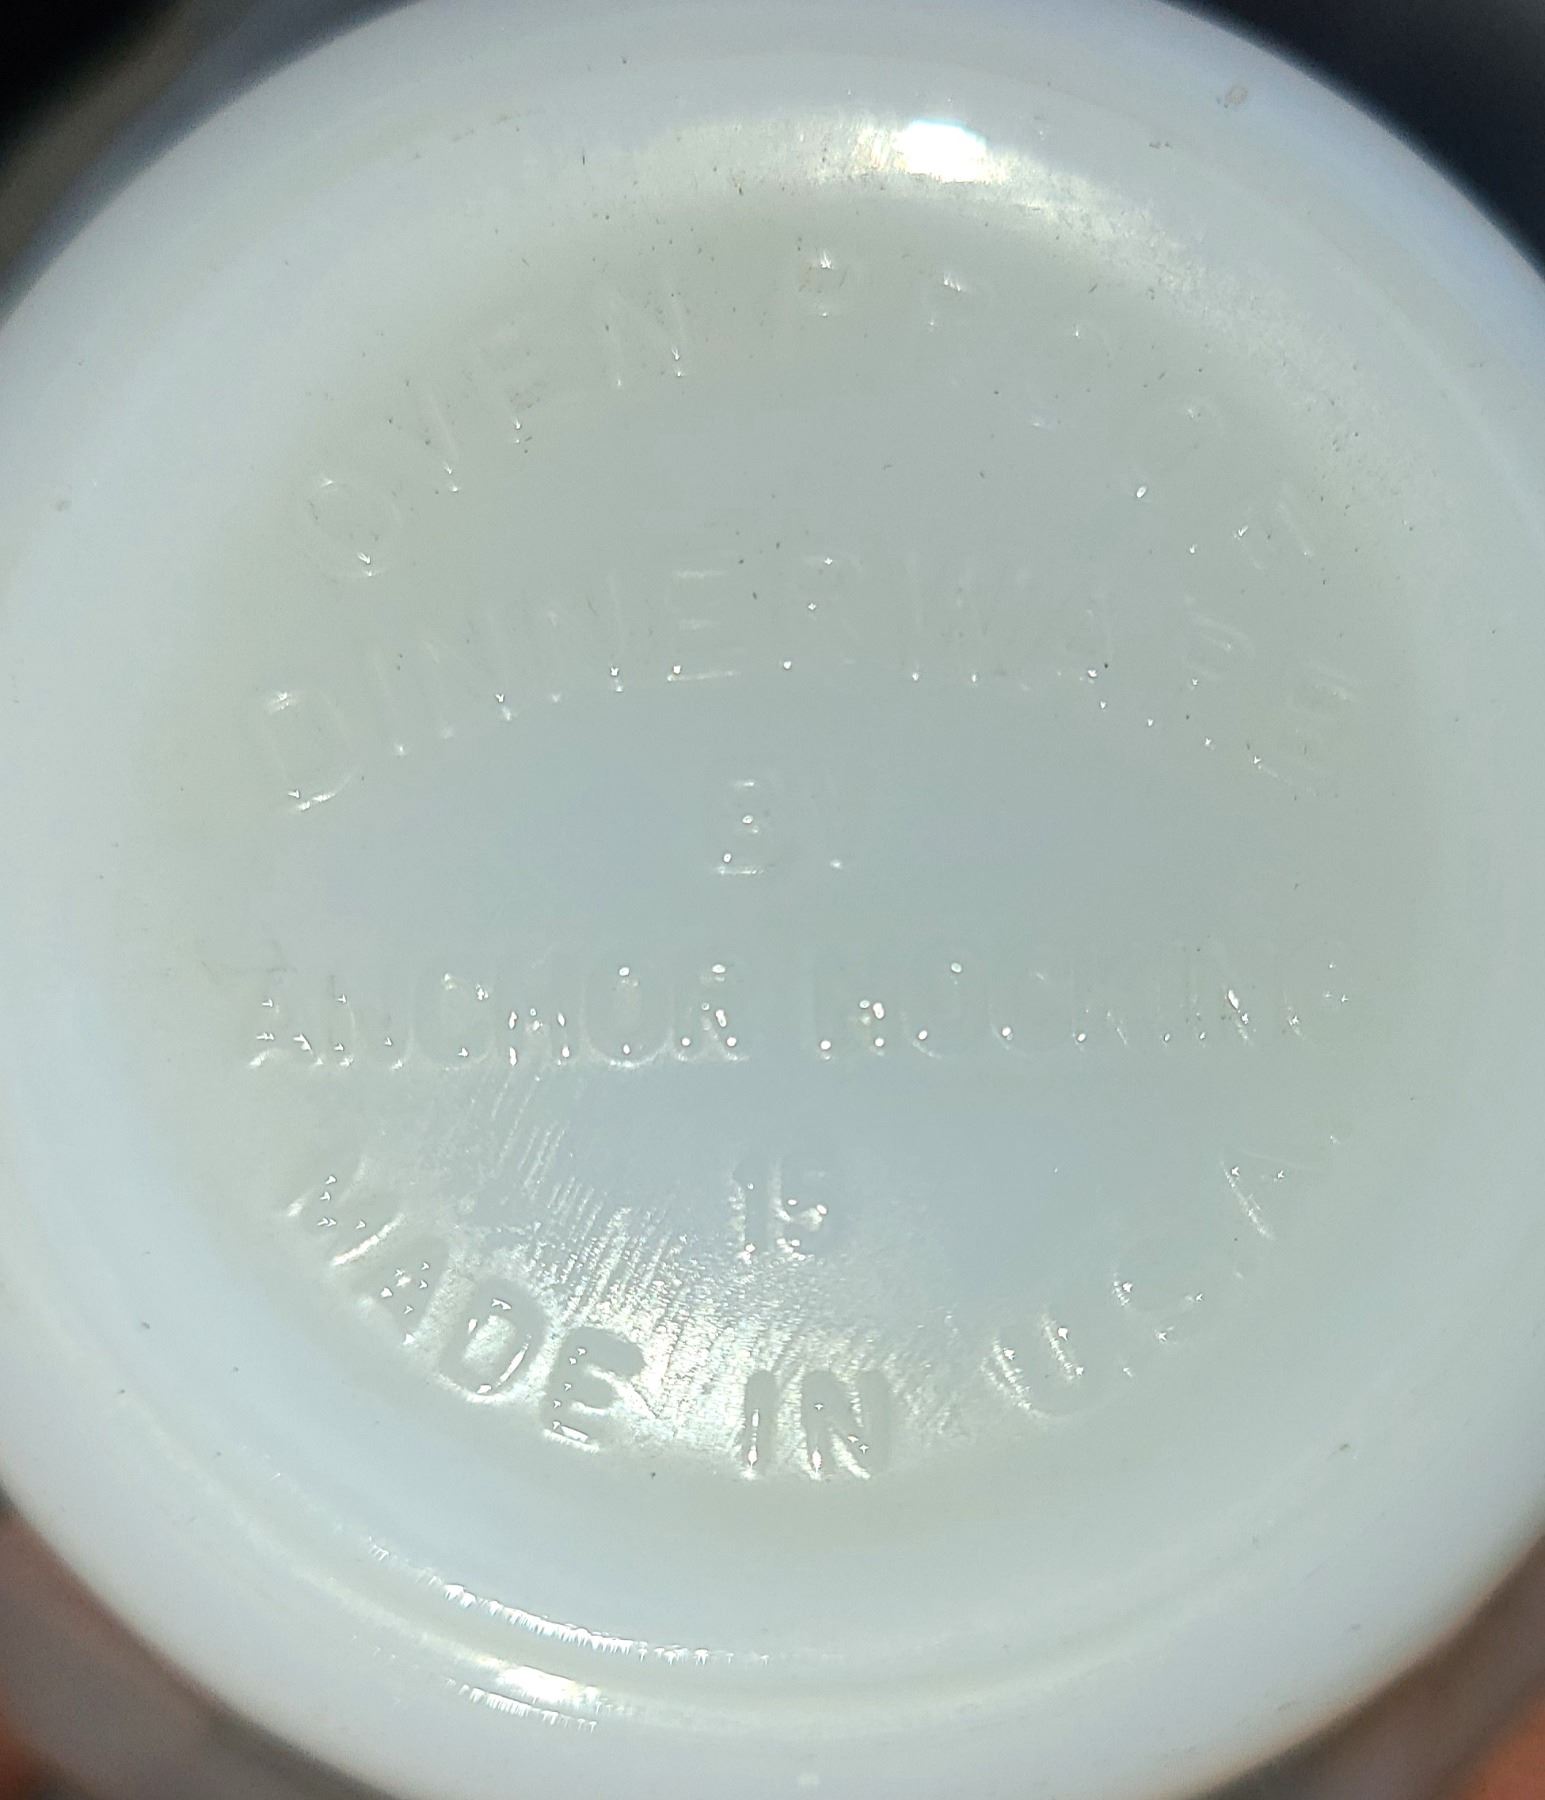 OVEN PROOF
DINNERWARE
BY
ANCHOR HOCKING
15
MADE IN U.S.A.